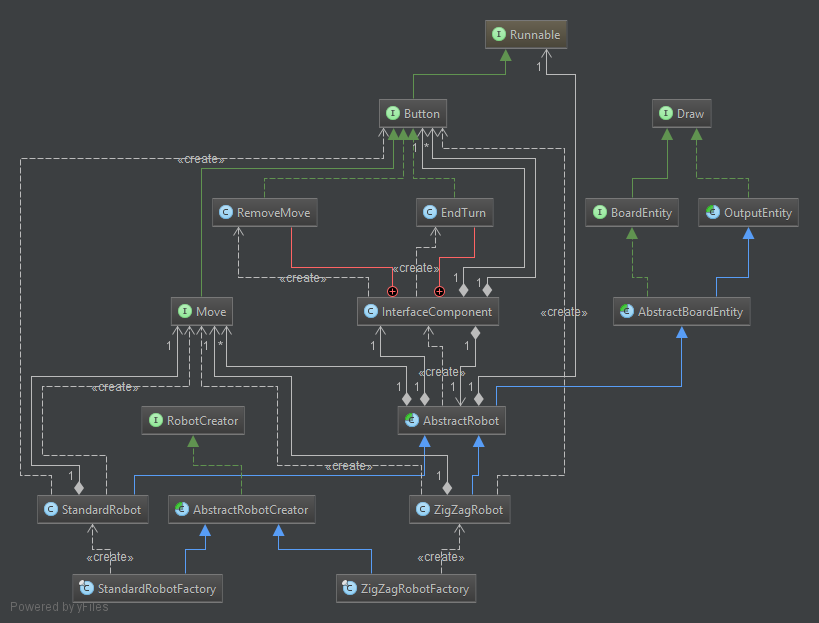 I Runnable
1
I Button
I Draw
1 *
«create»
C RemoveMove
C EndTurn
I BoardEntity
C OutputEntity
«create»
«create»
1 1
I Move
C InterfaceComponent
«create»
C AbstractBoardEntity
1 1 *
1 1
«create»
«create»
1 1 1 1
I RobotCreator
C AbstractRobot
«create»
1 1
C StandardRobot
C AbstractRobotCreator
C ZigZagRobot
«create»
«create»
C StandardRobotFactory
C ZigZagRobotFactory
Powered by yFiles